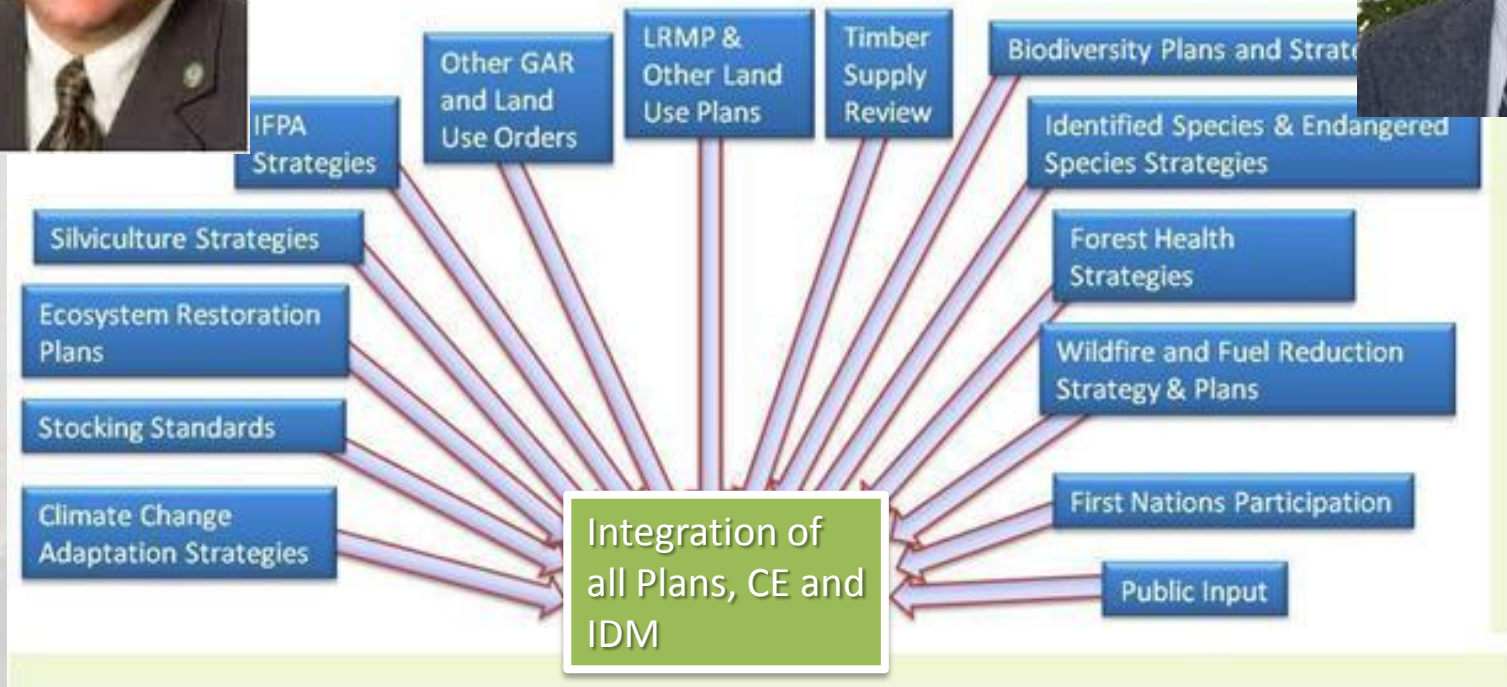 Other GAR
and Land
Use Orders
LRMP &
Other Land
Use Plans
Timber
Supply
Review
Biodiversity Plans and
IFPA
Strategies
Identified Species & Endangered
Species Strategies
Silviculture Strategies
Forest Health
Strategies
Ecosystem Restoration
Plans
Wildfire and Fuel Reduction
Strategy & Plans
Stocking Standards
Climate Change
Adaptation Strategies
First Nations Participation
Public Input
Integration of
all Plans, CE and
IDM